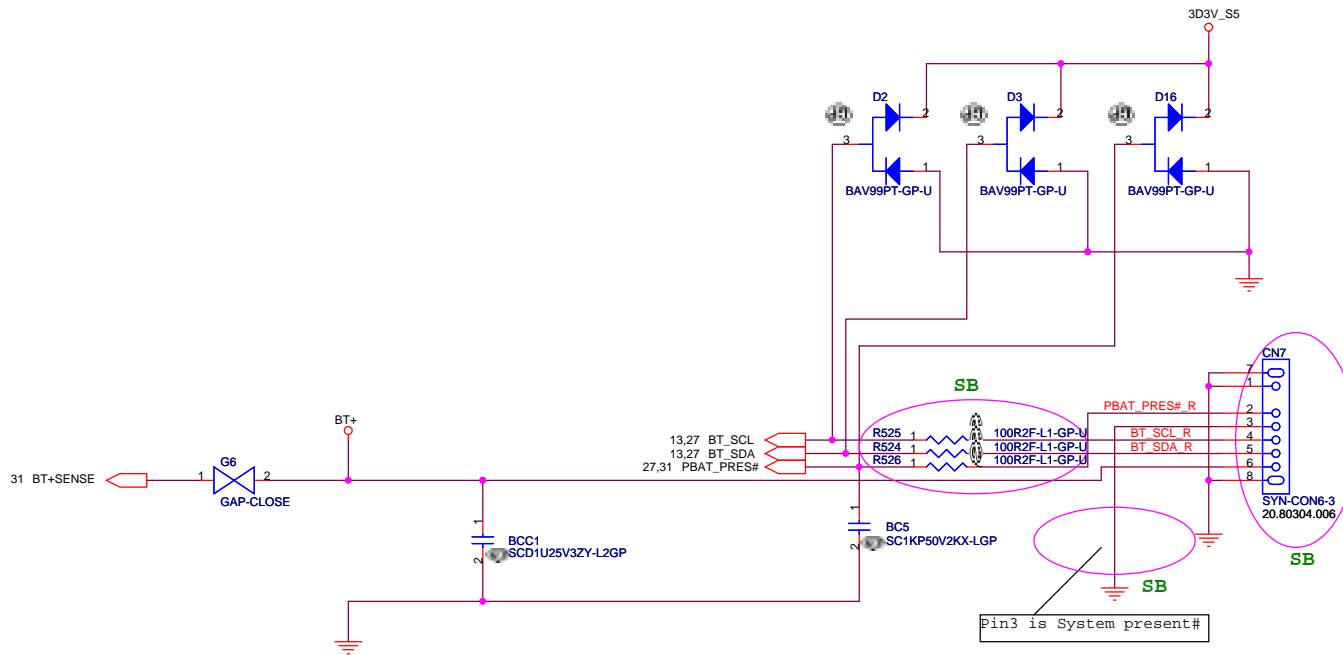 3D3V_S5
D2
D3
D16
2
2
2
3
3
3
1
1
1
BAV99PT-GP-U
BAV99PT-GP-U
BAV99PT-GP-U
CN7
7
1
SB
PBAT_PRES#_R
2
3
BT+
13,27 BT_SCL
R525
1
100R2F-L1-GP-U
BT_SCL_R
4
13,27 BT_SDA
R524
1
100R2F-L1-GP-U
BT_SDA_R
5
27,31 PBAT_PRES#
R526
1
100R2F-L1-GP-U
6
G6
31 BT+SENSE
1
2
8
GAP-CLOSE
SYN-CON6-3
20.80304.006
1
BCC1
SCD1U25V3ZY-L2GP
2
1
BC5
SC1KP50V2KX-LGP
2
SB
SB
Pin3 is System present#